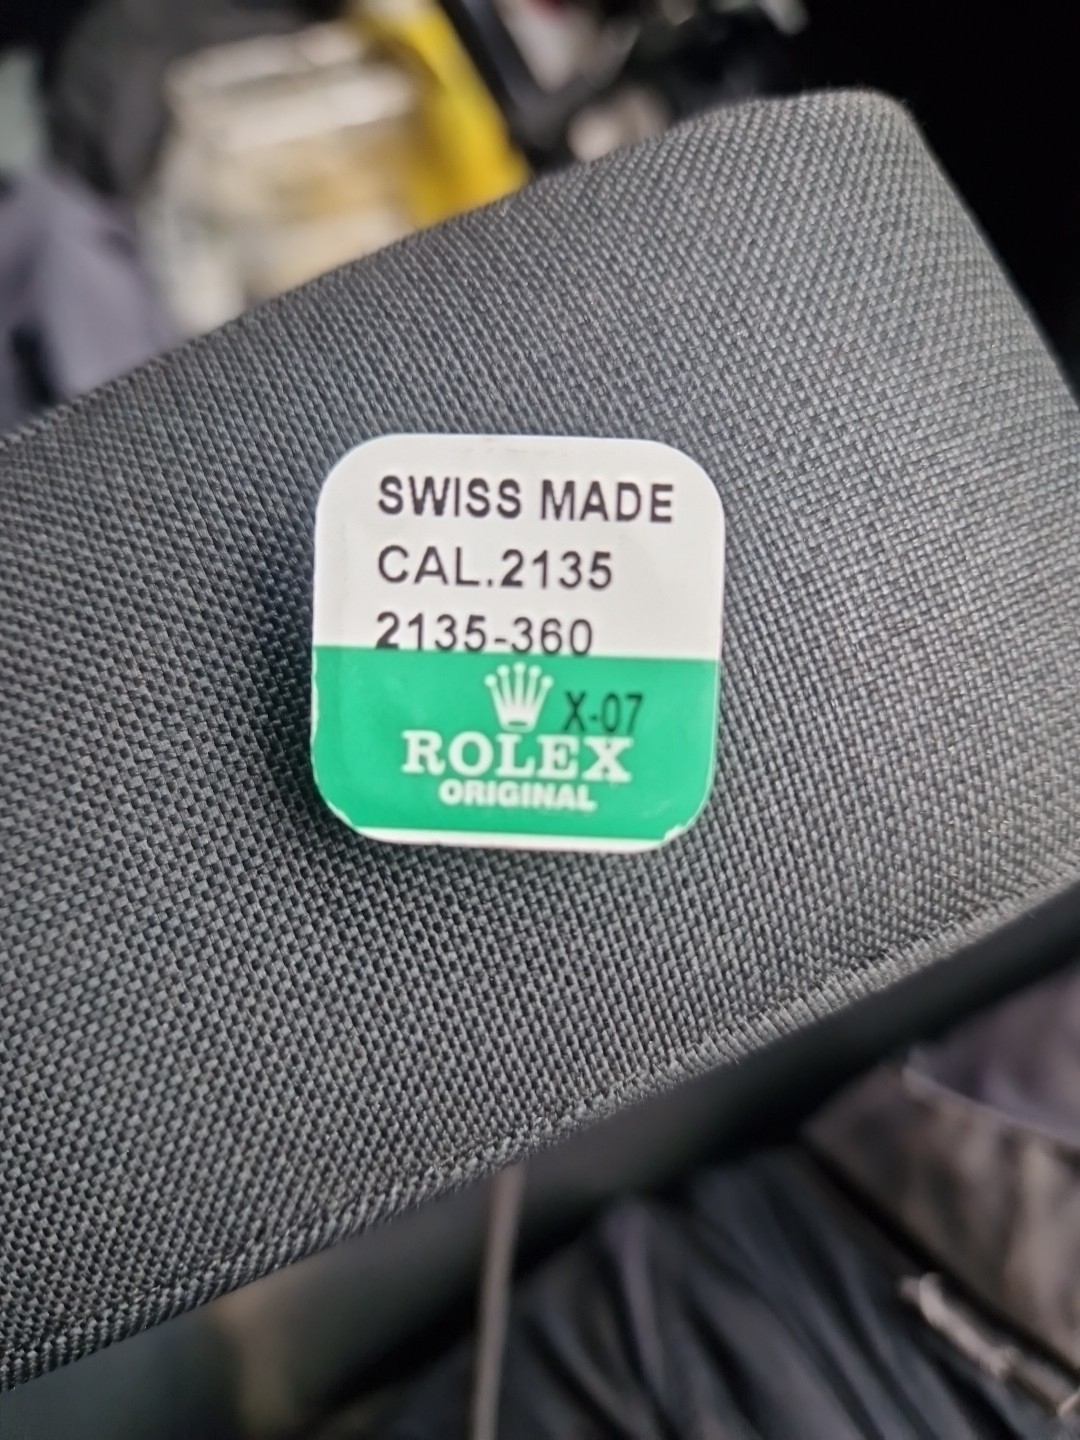 SWISS MADE
CAL.2135
2135-360
X-07
ROLEX
ORIGINAL